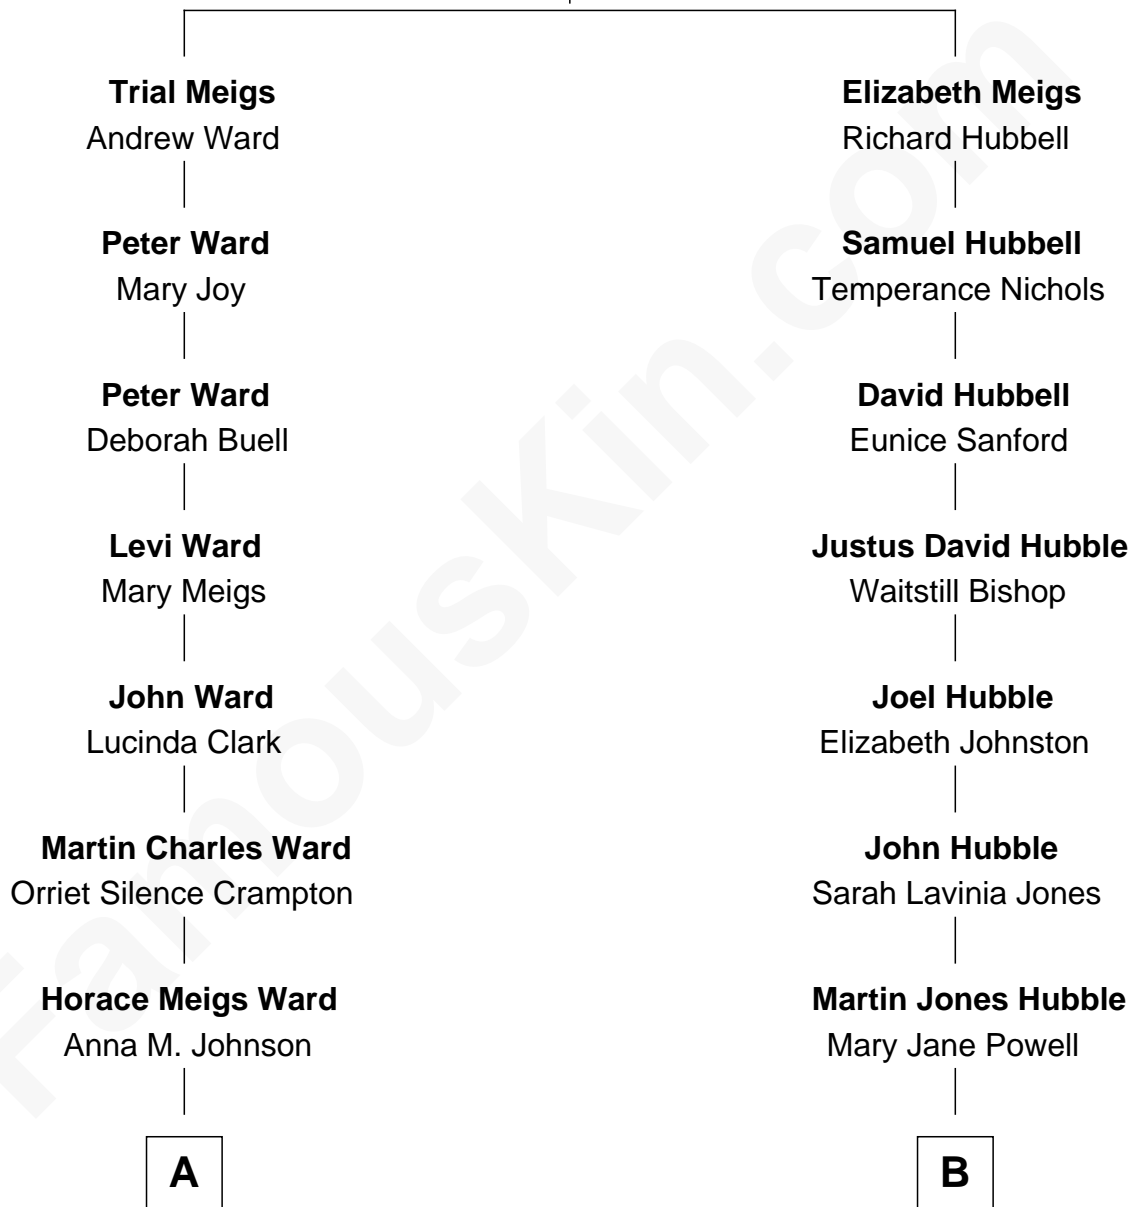 Trial Meigs
Andrew Ward
Peter Ward
Mary Joy
Peter Ward
Deborah Buell
Levi Ward
Mary Meigs
John Ward
Lucinda Clark
Martin Charles Ward
Orriet Silence Crampton
Horace Meigs Ward
Anna M. Johnson
A
Elizabeth Meigs
Richard Hubbell
Samuel Hubbell
Temperance Nichols
David Hubbell
Eunice Sanford
Justus David Hubble
Waitstill Bishop
Joel Hubble
Elizabeth Johnston
John Hubble
Sarah Lavinia Jones
Martin Jones Hubble
Mary Jane Powell
B
FamousKin.com